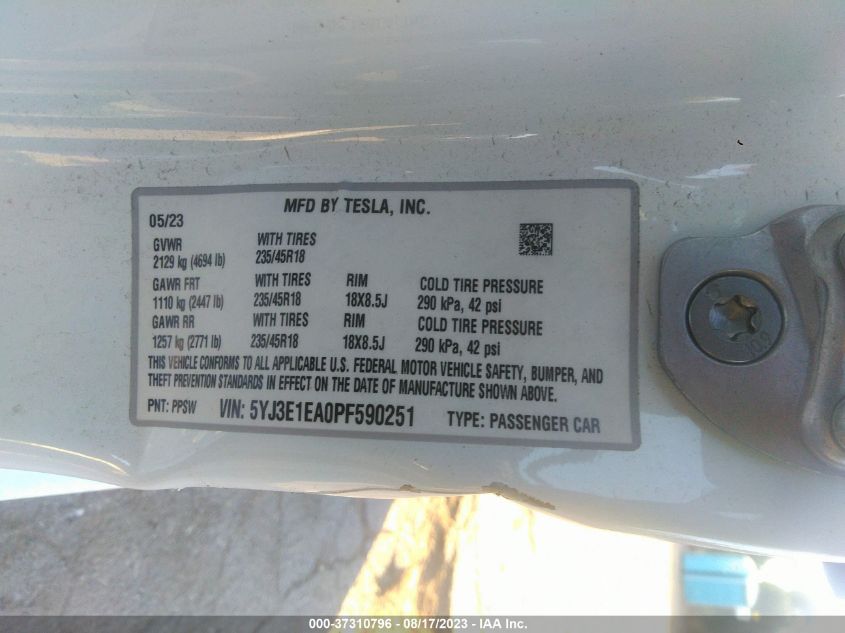 MFD BY TESLA, INC.
05/23
GVWR WITH TIRES
2129 kg (4694 lb) 235/45R18
GAWR FRT WITH TIRES RIM COLD TIRE PRESSURE
1110 kg (2447 lb) 235/45R18 18X8.5J 290 kPa, 42 psi
GAWR RR WITH TIRES RIM COLD TIRE PRESSURE
1257 kg (2771 lb) 235/45R18 18X8.5J 290 kPa, 42 psi
THIS VEHICLE CONFORMS TO ALL APPLICABLE U.S. FEDERAL MOTOR VEHICLE SAFETY, BUMPER, AND
THEFT PREVENTION STANDARDS IN EFFECT ON THE DATE OF MANUFACTURE SHOWN ABOVE.
PNT: PPSW VIN: 5YJ3E1EA0PF590251 TYPE: PASSENGER CAR
000-37310796 - 08/17/2023 - IAA Inc.